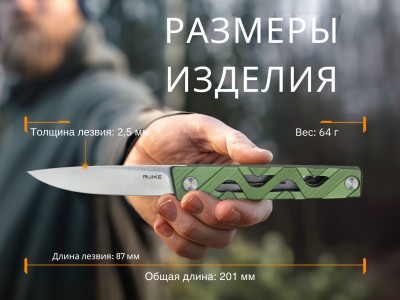 РАЗМЕРЫ
ИЗДЕЛИЯ
Толщина лезвия: 2,5 мм
Вес: 64 г
RUIKE
Длина лезвия: 87 мм
Общая длина: 201 мм